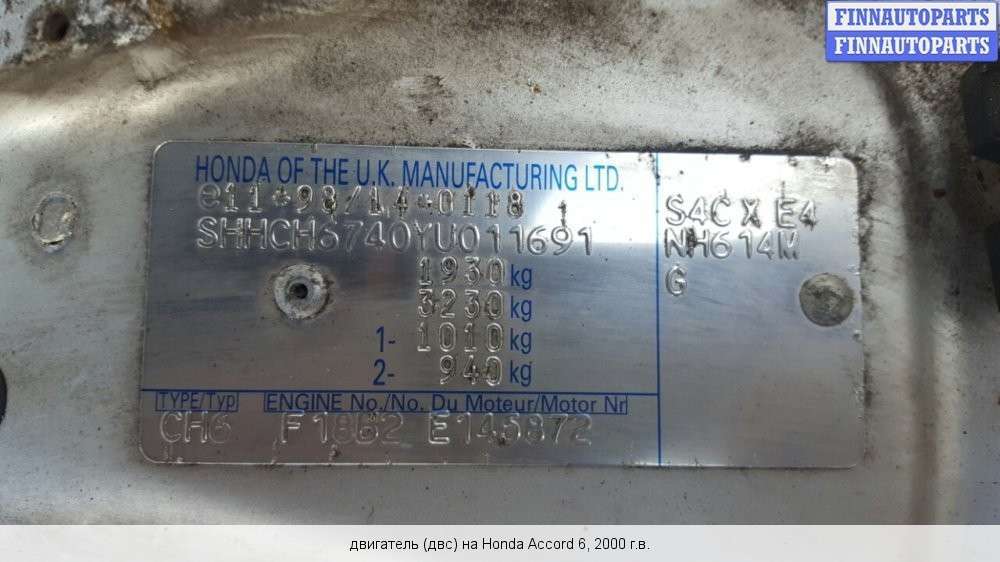 FINNAUTOPARTS
FINNAUTOPARTS
HONDA OF THE U.K. MANUFACTURING LTD.
e11*98/14*0118 1
SHHCH6740YU011691
1930 kg
3230 kg
1- 1010 kg
2- 940 kg
S4C X E4
NH614M
G
TYPE/Typ ENGINE No./No. Du Moteur/Motor Nr
CH6 F18B2 E145872
двигатель (двс) на Honda Accord 6, 2000 г.в.